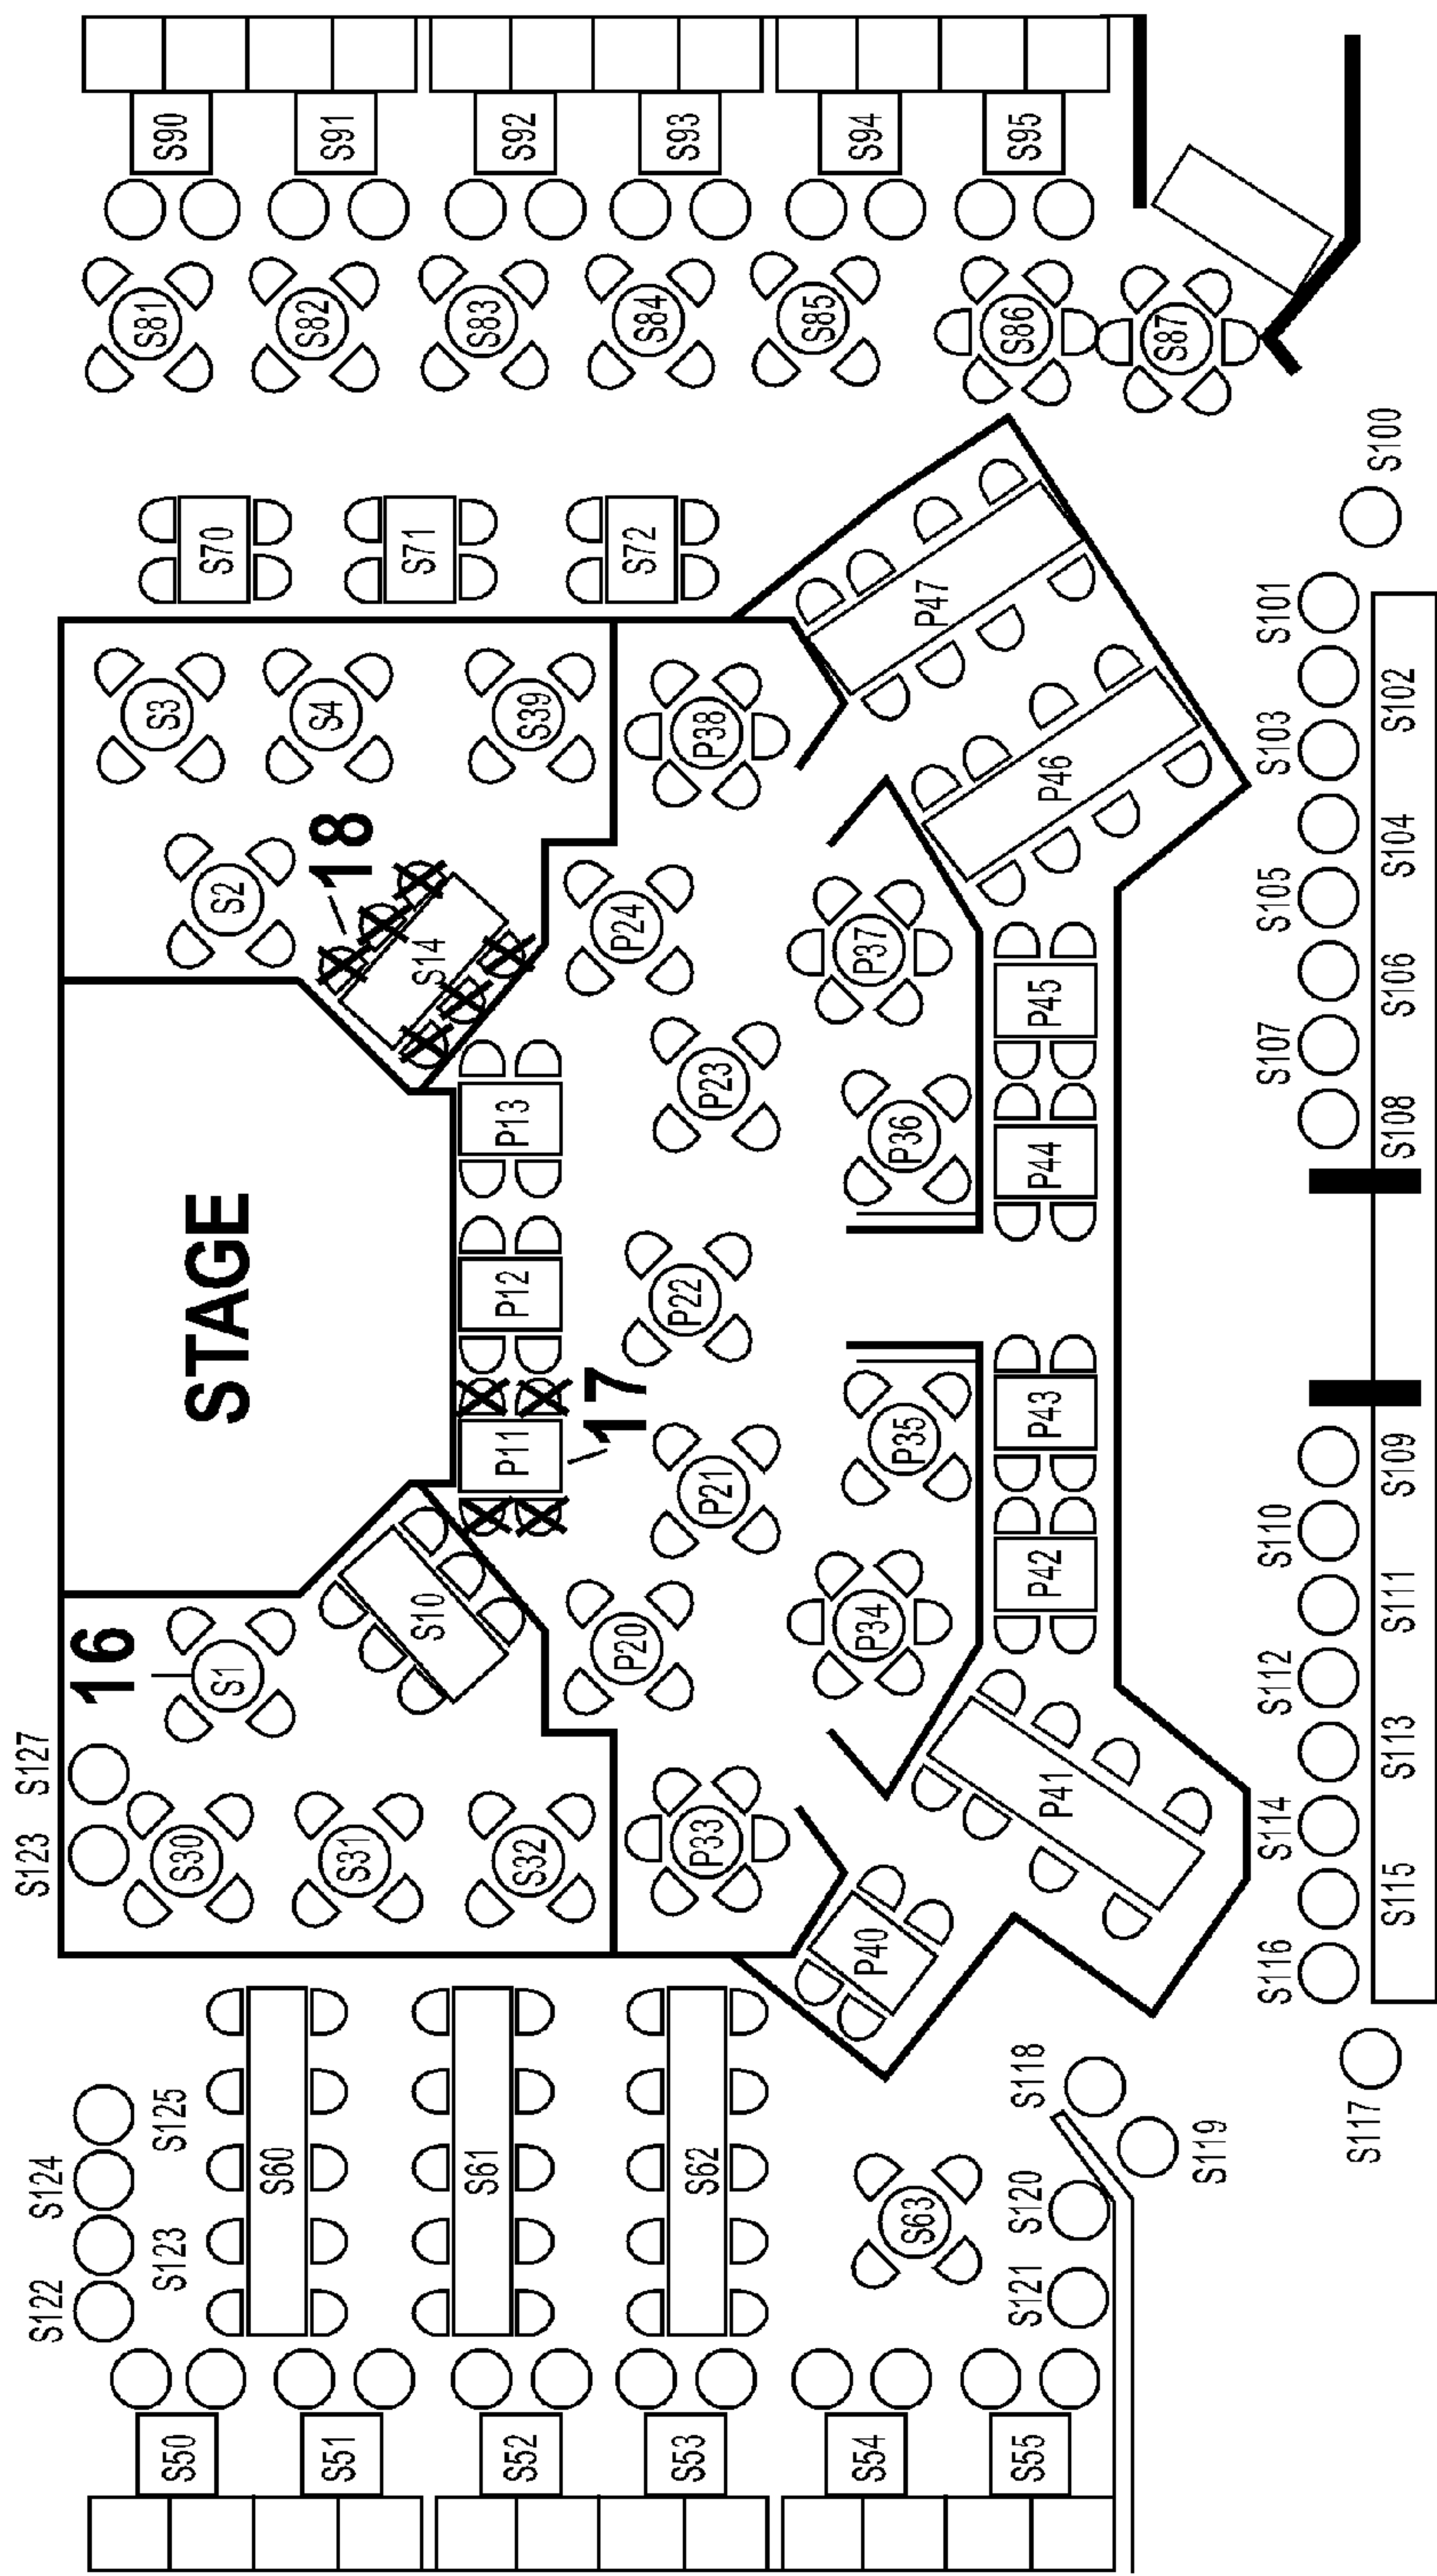 S122
S124
S123
S125
S123
S127
16
S50
S51
S52
S53
S54
S55
S60
S61
S62
S63
S121
S120
S119
S118
S117
S30
S31
S32
S1
S10
STAGE
P11
17
P12
P13
S14
18
S2
S3
S4
S39
P20
P21
P22
P23
P24
P33
P34
P35
P36
P37
P38
P40
P41
P42
P43
P44
P45
P46
P47
S70
S71
S72
S81
S82
S83
S84
S85
S86
S87
S90
S91
S92
S93
S94
S95
S116
S115
S114
S113
S112
S111
S110
S109
S108
S107
S106
S105
S104
S103
S102
S101
S100